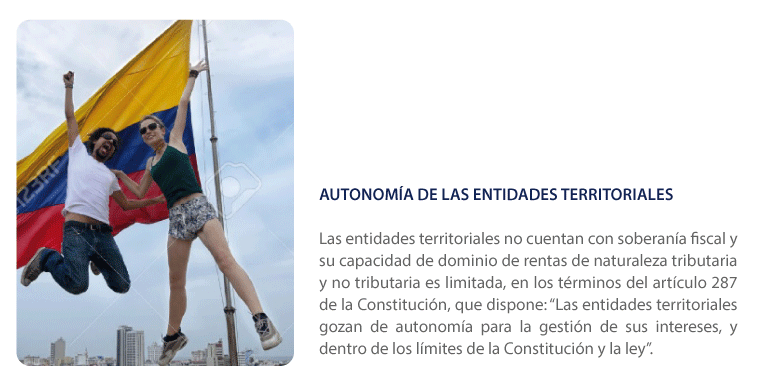 AUTONOMÍA DE LAS ENTIDADES TERRITORIALES
Las entidades territoriales no cuentan con soberanía fiscal y
su capacidad de dominio de rentas de naturaleza tributaria
y no tributaria es limitada, en los términos del artículo 287
de la Constitución, que dispone: “Las entidades territoriales
gozan de autonomía para la gestión de sus intereses, y
dentro de los límites de la Constitución y la ley”.